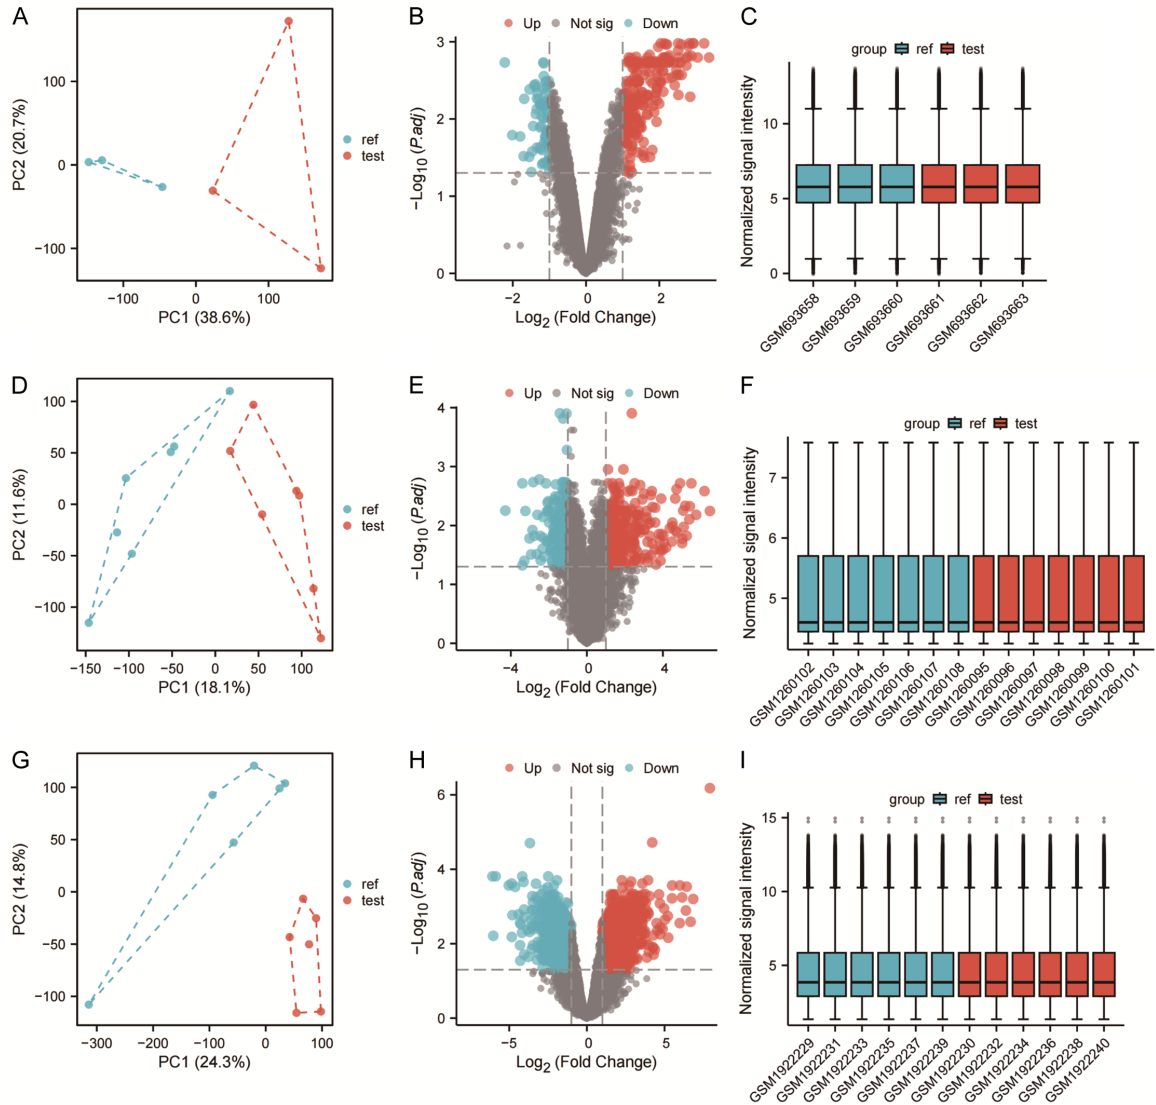 A
PC2 (20.7%)
100
0
−100
−100
0
100
PC1 (38.6%)
ref
test
B
Up
Not sig
Down
−Log10 (P.adj)
3
2
1
0
−2
0
2
Log2 (Fold Change)
C
group
ref
test
Normalized signal intensity
10
5
0
GSM693658
GSM693659
GSM693660
GSM693661
GSM693662
GSM693663
D
PC2 (11.6%)
100
50
0
−50
−100
−150
−100
−50
0
50
100
PC1 (18.1%)
ref
test
E
Up
Not sig
Down
−Log10 (P.adj)
4
3
2
1
0
−4
0
4
Log2 (Fold Change)
F
group
ref
test
Normalized signal intensity
7
6
5
GSM1260102
GSM1260103
GSM1260104
GSM1260105
GSM1260106
GSM1260107
GSM1260108
GSM1260095
GSM1260096
GSM1260097
GSM1260098
GSM1260099
GSM1260100
GSM1260101
G
PC2 (14.8%)
100
50
0
−50
−100
−300
−200
−100
0
100
PC1 (24.3%)
ref
test
H
Up
Not sig
Down
−Log10 (P.adj)
6
4
2
0
−5
0
5
Log2 (Fold Change)
I
group
ref
test
Normalized signal intensity
15
10
5
GSM1922229
GSM1922231
GSM1922233
GSM1922235
GSM1922237
GSM1922239
GSM1922230
GSM1922232
GSM1922234
GSM1922236
GSM1922238
GSM1922240